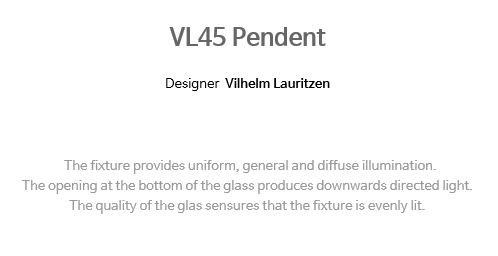 VL45 Pendent
Designer Vilhelm Lauritzen
The fixture provides uniform, general and diffuse illumination.
The opening at the bottom of the glass produces downwards directed light.
The quality of the glas sensures that the fixture is evenly lit.